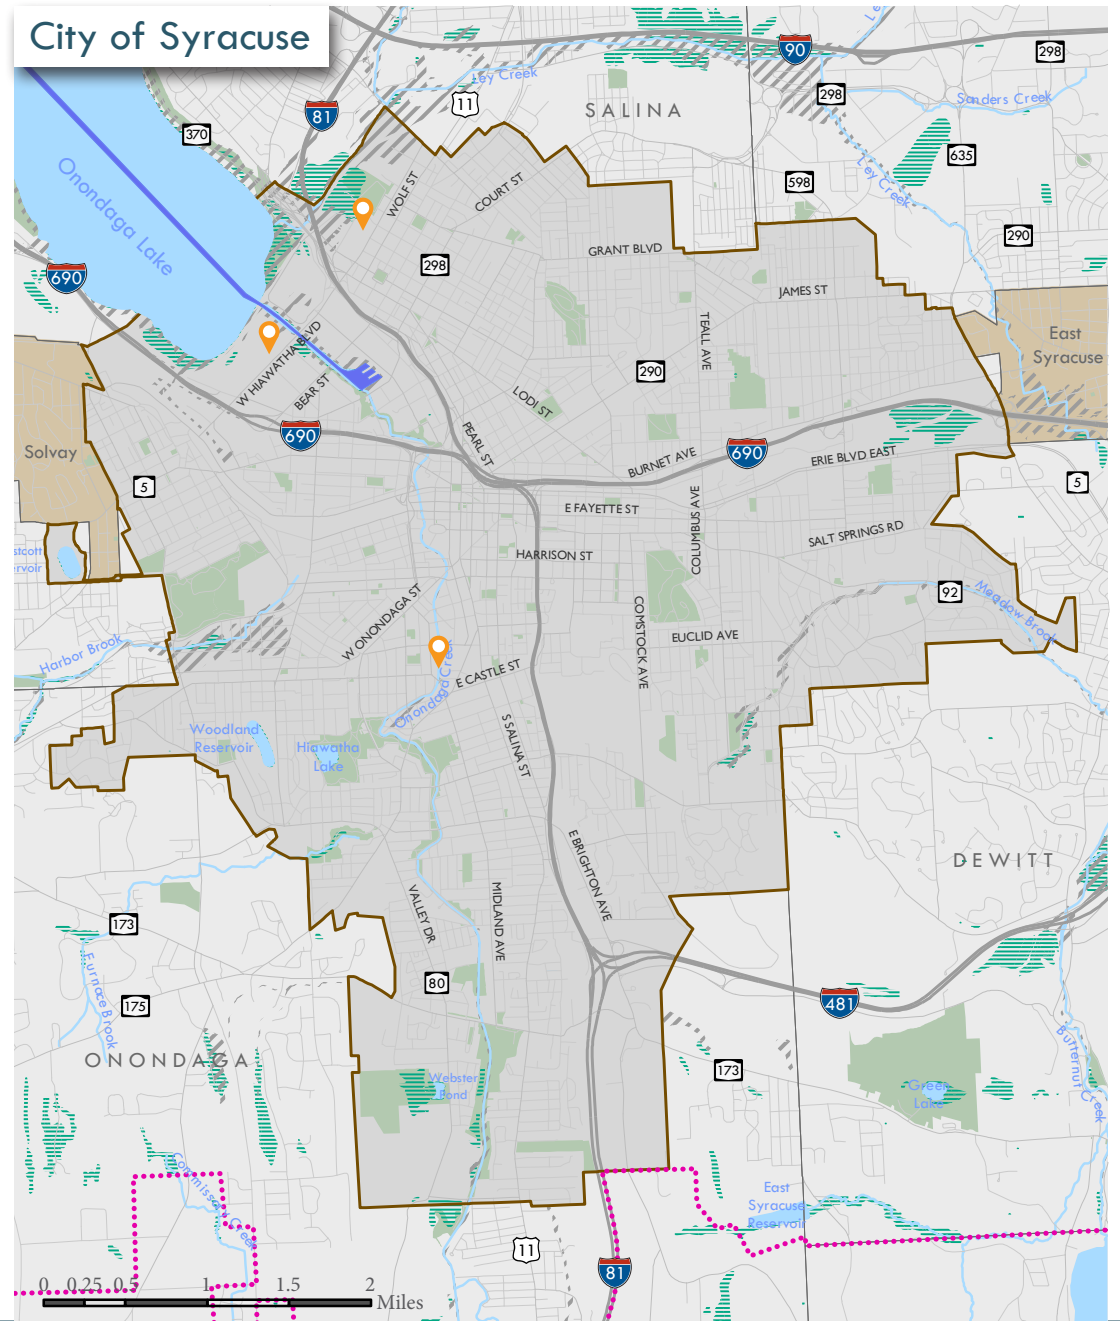 City of Syracuse
90
298
11
SALINA
298
Sanders Creek
Ley Creek
81
370
635
Ley Creek
598
WOLF ST
COURT ST
Onondaga Lake
290
GRANT BLVD
298
690
JAMES ST
W HIAWATHA BLVD
TEALL AVE
East
Syracuse
290
BEAR ST
LODI ST
690
PEARL ST
Solvay
BURNET AVE
690
ERIE BLVD EAST
5
5
E FAYETTE ST
COLUMBUS AVE
SALT SPRINGS RD
HARRISON ST
stcott
rvoir
92
Meadow Brook
W ONONDAGA ST
COMSTOCK AVE
EUCLID AVE
Harbor Brook
E CASTLE ST
Onondaga Creek
Woodland
Reservoir
Hiawatha
Lake
S SALINA ST
E BRIGHTON AVE
DEWITT
VALLEY DR
MIDLAND AVE
173
Furnace Brook
80
175
481
ONONDAGA
173
Butternut Creek
Webster
Pond
Green
Lake
Commissary Creek
East
Syracuse
Reservoir
11
81
0 0.25 0.5 1 1.5 2
Miles